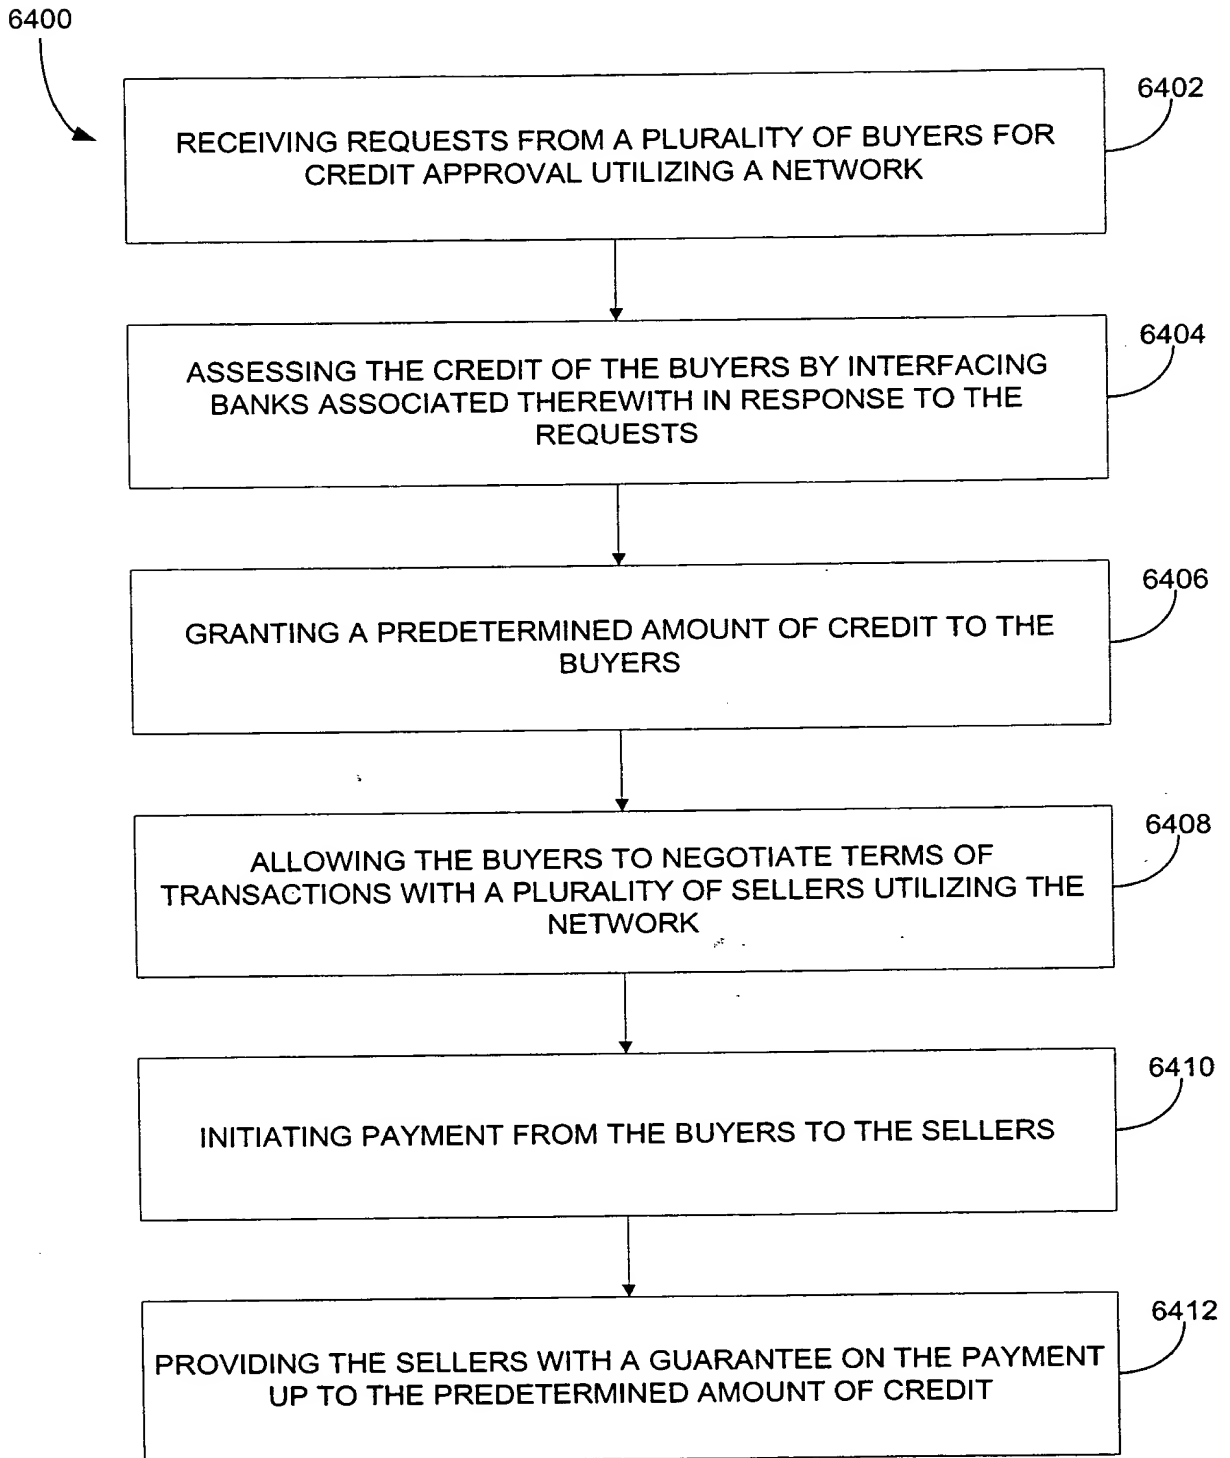 6400
6402
RECEIVING REQUESTS FROM A PLURALITY OF BUYERS FOR
CREDIT APPROVAL UTILIZING A NETWORK
6404
ASSESSING THE CREDIT OF THE BUYERS BY INTERFACING
BANKS ASSOCIATED THEREWITH IN RESPONSE TO THE
REQUESTS
6406
GRANTING A PREDETERMINED AMOUNT OF CREDIT TO THE
BUYERS
6408
ALLOWING THE BUYERS TO NEGOTIATE TERMS OF
TRANSACTIONS WITH A PLURALITY OF SELLERS UTILIZING THE
NETWORK
6410
INITIATING PAYMENT FROM THE BUYERS TO THE SELLERS
6412
PROVIDING THE SELLERS WITH A GUARANTEE ON THE PAYMENT
UP TO THE PREDETERMINED AMOUNT OF CREDIT